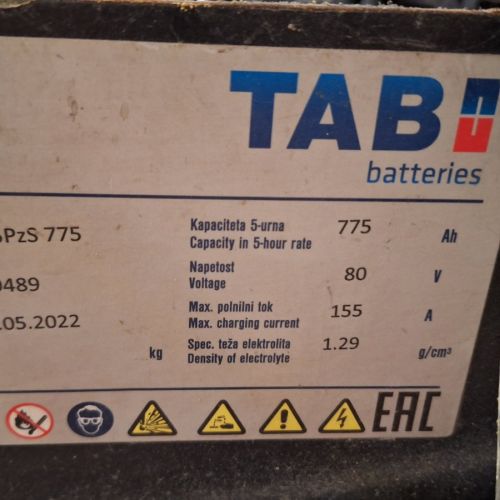 TAB
batteries
PzS 775
Kapaciteta 5-urna 775 Ah
Capacity in 5-hour rate
0489
Napetost 80 V
Voltage
.05.2022
Max. polnilni tok 155 A
Max. charging current
kg
Spec. teža elektrolita 1.29 g/cm³
Density of electrolyte
EAC